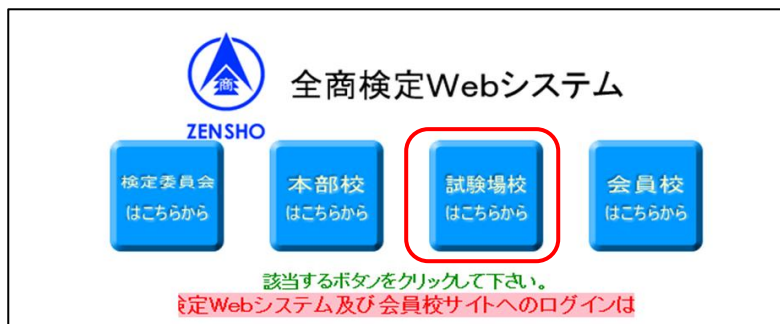 商
ZENSHO
全商検定Webシステム
検定委員会
はこちらから
本部校
はこちらから
試験場校
はこちらから
会員校
はこちらから
該当するボタンをクリックして下さい。
定Webシステム及び会員校サイトへのログインは